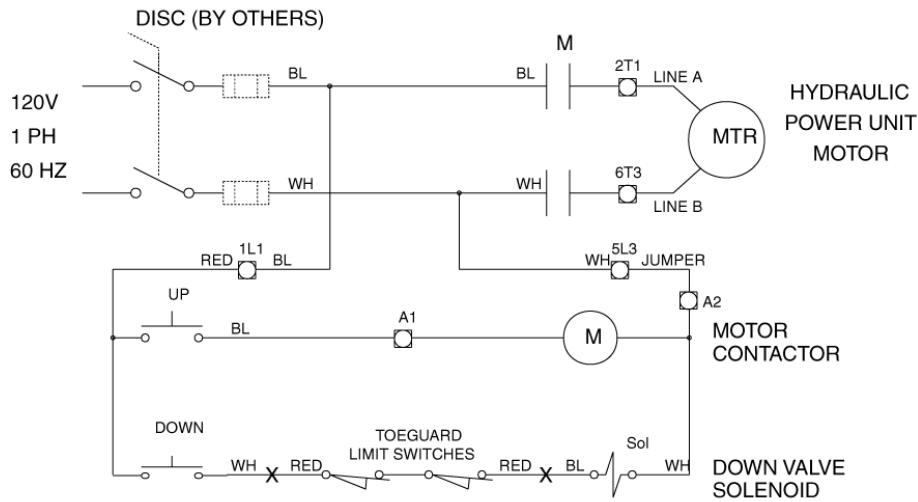 DISC (BY OTHERS)
120V
1 PH
60 HZ
BL
BL
M
2T1
LINE A
MTR
HYDRAULIC
POWER UNIT
MOTOR
WH
WH
6T3
LINE B
RED
1L1
BL
WH
5L3
JUMPER
A2
UP
BL
A1
M
MOTOR
CONTACTOR
DOWN
WH
X
RED
TOEGUARD
LIMIT SWITCHES
RED
X
BL
Sol
WH
DOWN VALVE
SOLENOID